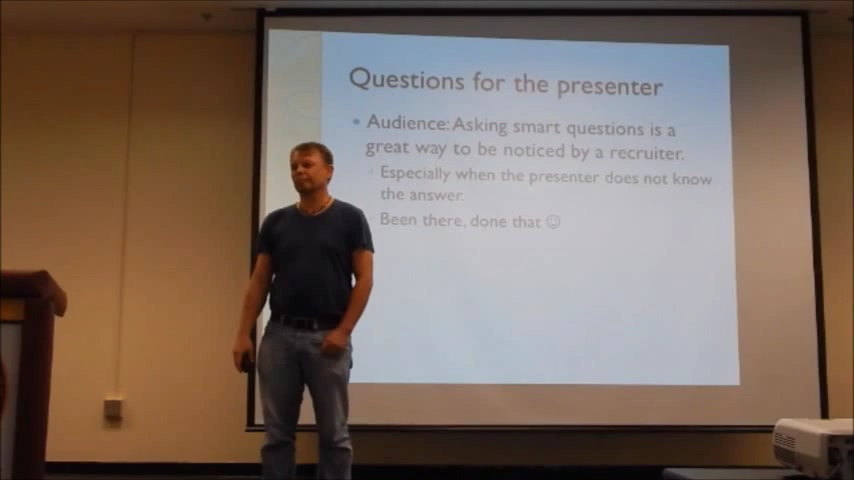 Questions for the presenter
Audience: Asking smart questions is a
great way to be noticed by a recruiter.
Especially when the presenter does not know
the answer.
Been there, done that ☺